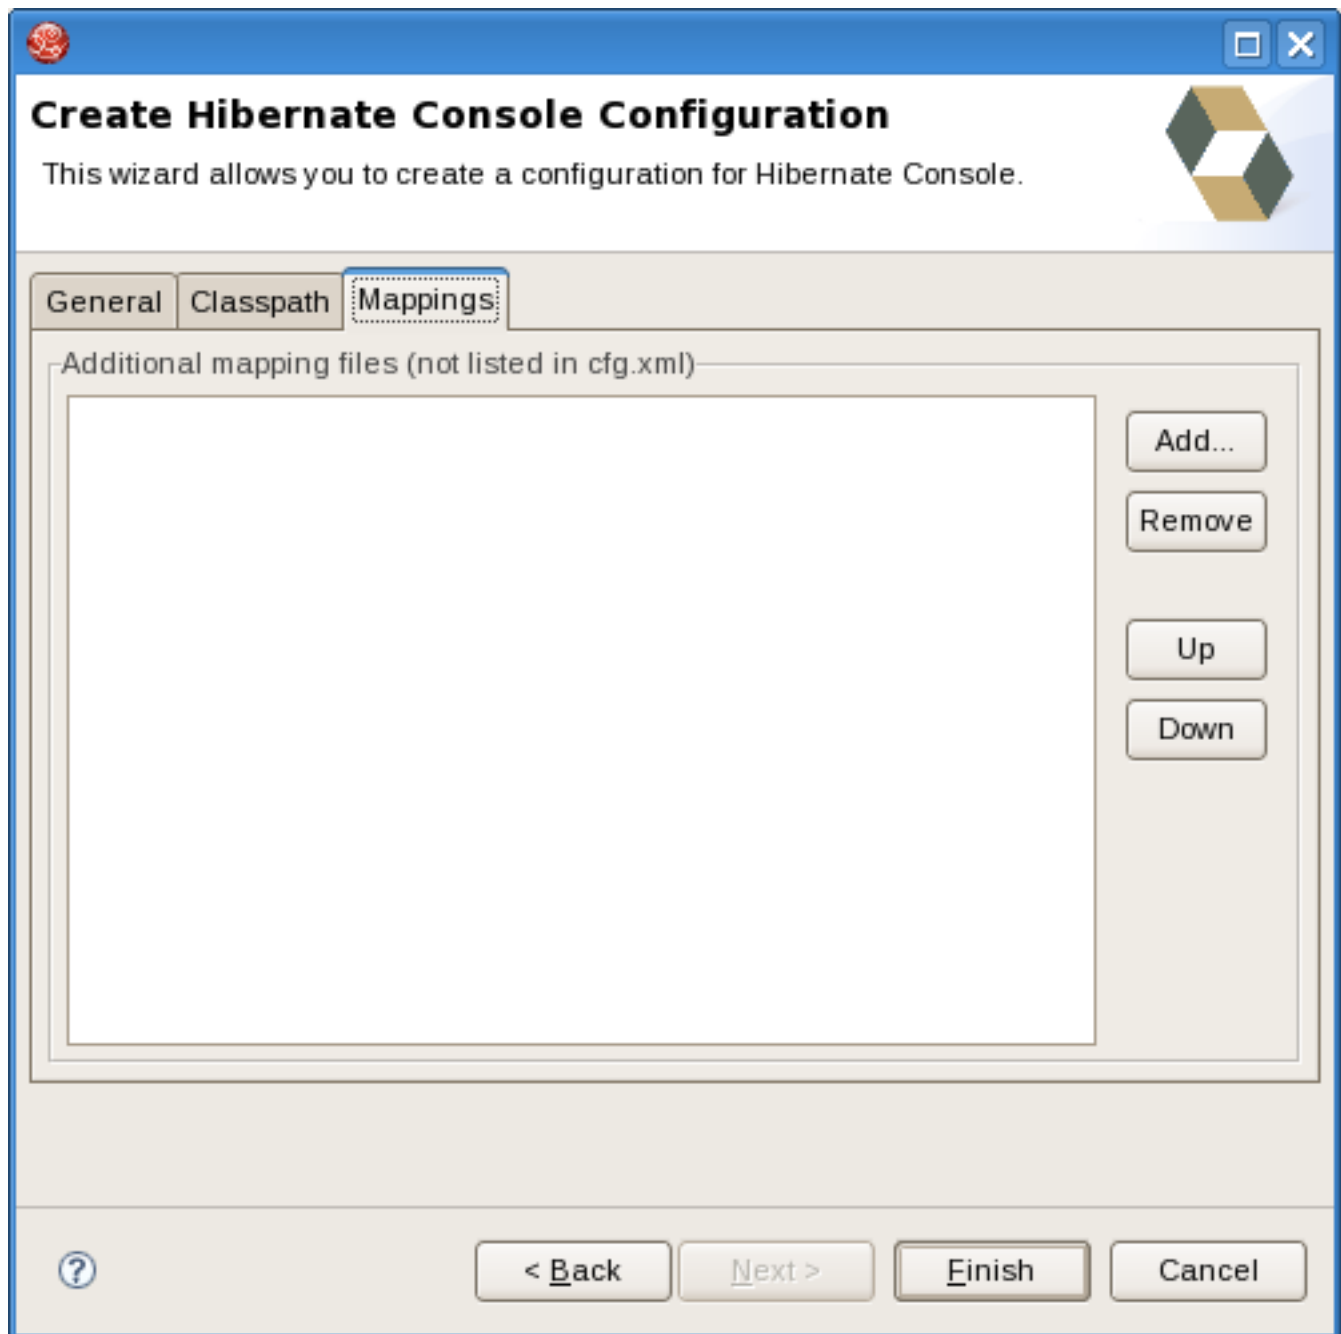 Create Hibernate Console Configuration
This wizard allows you to create a configuration for Hibernate Console.
General Classpath Mappings
Additional mapping files (not listed in cfg.xml)
Add...
Remove
Up
Down
? < Back Next > Finish Cancel